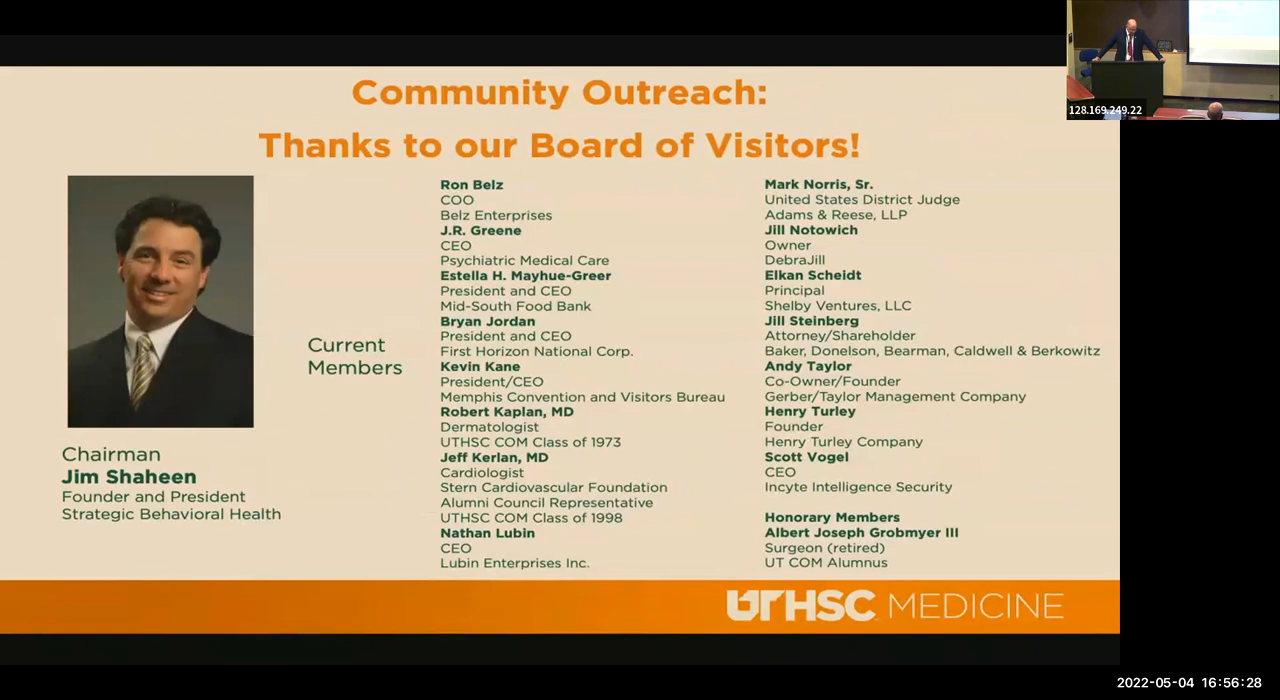 Community Outreach:
Thanks to our Board of Visitors!
128.169.249.22
Chairman
Jim Shaheen
Founder and President
Strategic Behavioral Health
Current
Members
Ron Belz
COO
Belz Enterprises
J.R. Greene
CEO
Psychiatric Medical Care
Estella H. Mayhue-Greer
President and CEO
Mid-South Food Bank
Bryan Jordan
President and CEO
First Horizon National Corp.
Kevin Kane
President/CEO
Memphis Convention and Visitors Bureau
Robert Kaplan, MD
Dermatologist
UTHSC COM Class of 1973
Jeff Kerlan, MD
Cardiologist
Stern Cardiovascular Foundation
Alumni Council Representative
UTHSC COM Class of 1998
Nathan Lubin
CEO
Lubin Enterprises Inc.
Mark Norris, Sr.
United States District Judge
Adams & Reese, LLP
Jill Notowich
Owner
DebraJill
Elkan Scheidt
Principal
Shelby Ventures, LLC
Jill Steinberg
Attorney/Shareholder
Baker, Donelson, Bearman, Caldwell & Berkowitz
Andy Taylor
Co-Owner/Founder
Gerber/Taylor Management Company
Henry Turley
Founder
Henry Turley Company
Scott Vogel
CEO
Incyte Intelligence Security
Honorary Members
Albert Joseph Grobmyer III
Surgeon (retired)
UT COM Alumnus
UTHSC MEDICINE
2022-05-04 16:56:28